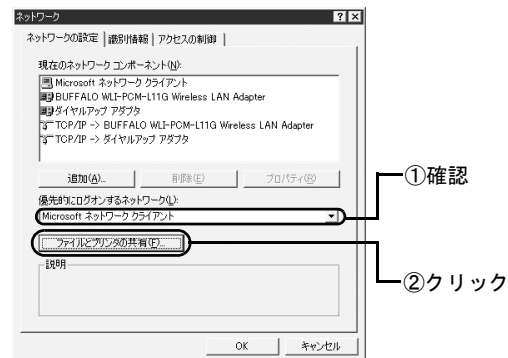 ネットワーク
ネットワークの設定 識別情報 アクセスの制御
現在のネットワーク コンポーネント(N):
Microsoft ネットワーク クライアント
BUFFALO WLI-PCM-L11G Wireless LAN Adapter
ダイヤルアップ アダプタ
TCP/IP -> BUFFALO WLI-PCM-L11G Wireless LAN Adapter
TCP/IP -> ダイヤルアップ アダプタ
追加(A)... 削除(E) プロパティ(R)
①確認
優先的にログオンするネットワーク(L):
Microsoft ネットワーク クライアント
ファイルとプリンタの共有(F)...
②クリック
説明
OK キャンセル